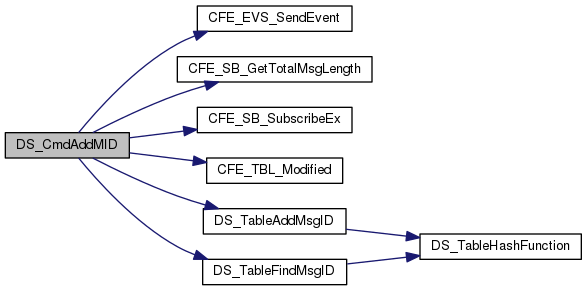 CFE_EVS_SendEvent
CFE_SB_GetTotalMsgLength
CFE_SB_SubscribeEx
DS_CmdAddMID
CFE_TBL_Modified
DS_TableAddMsgID
DS_TableHashFunction
DS_TableFindMsgID